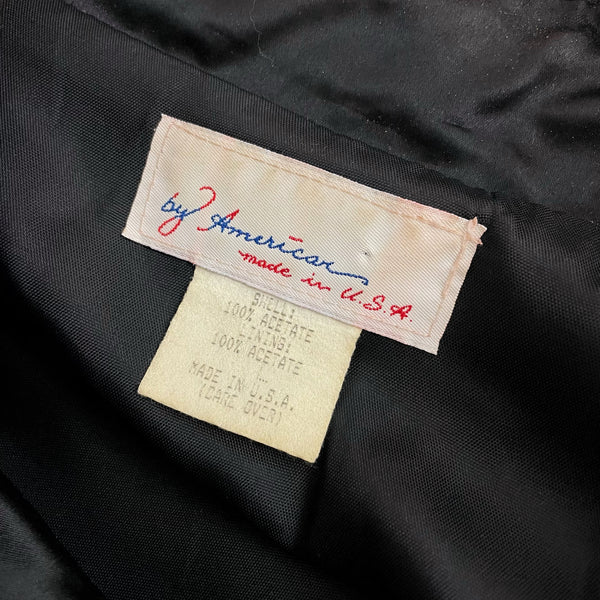 by American
made in U.S.A.
SHELL:
100% ACETATE
LINING:
100% ACETATE
MADE IN U.S.A.
(CARE OVER)